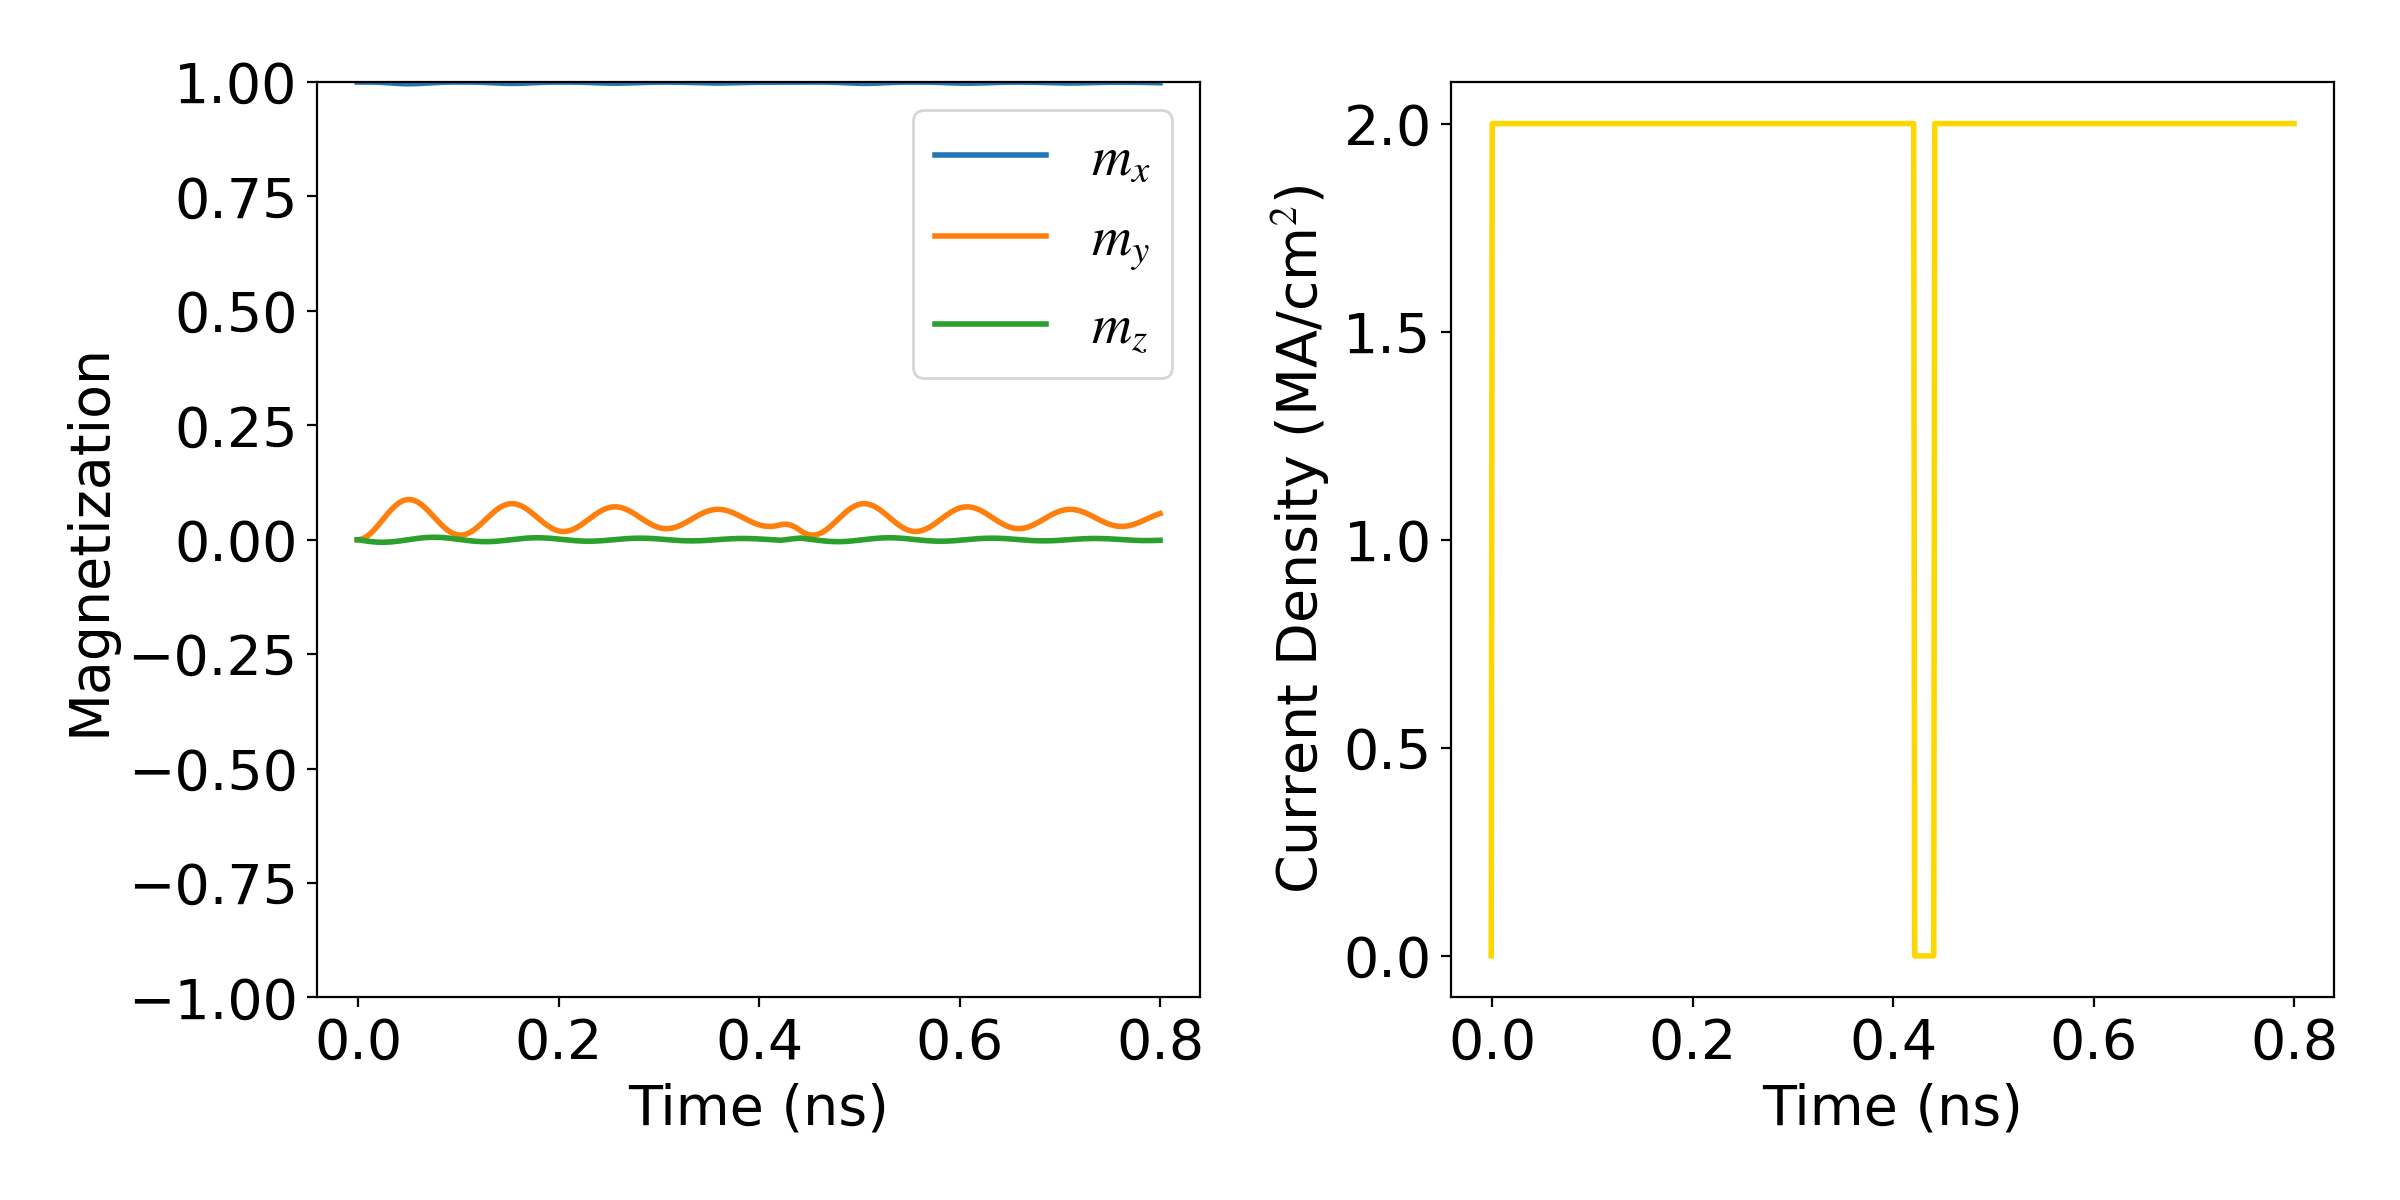 1.00
0.75
0.50
0.25
0.00
−0.25
−0.50
−0.75
−1.00
Magnetization
0.0 0.2 0.4 0.6 0.8
Time (ns)
m_x
m_y
m_z
2.0
1.5
1.0
0.5
0.0
Current Density (MA/cm²)
0.0 0.2 0.4 0.6 0.8
Time (ns)